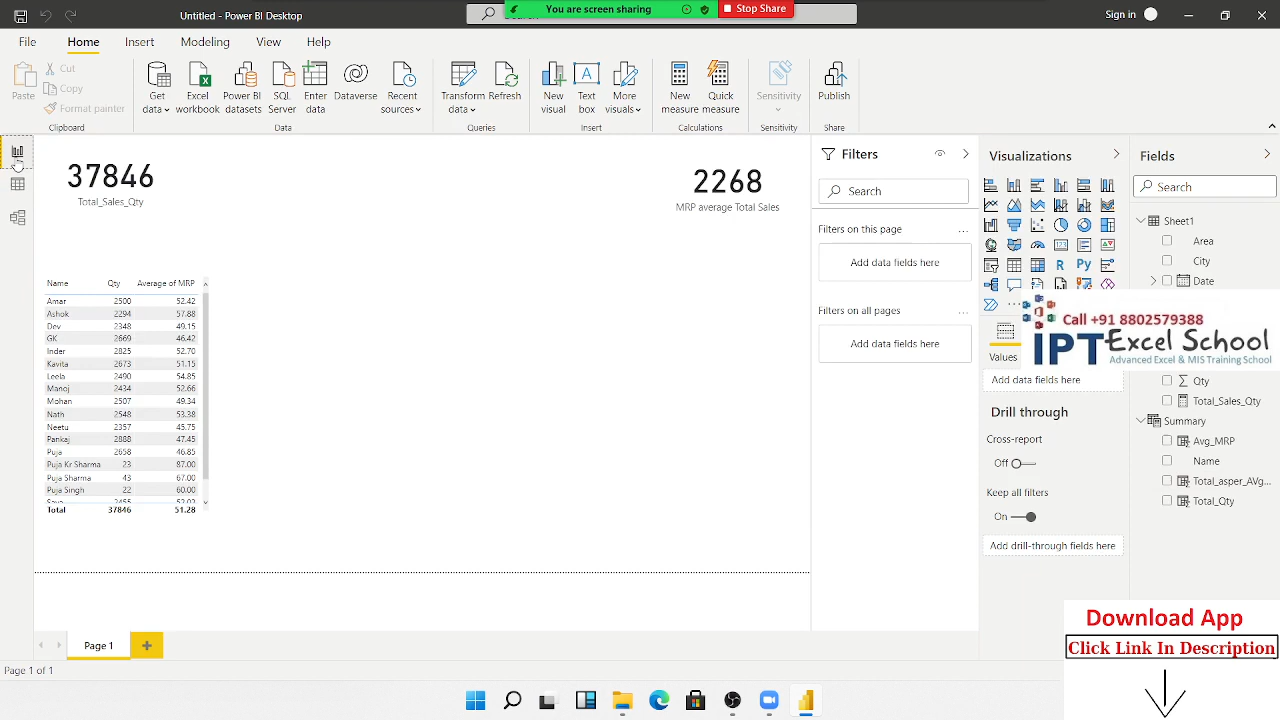 Untitled - Power BI Desktop
You are screen sharing
Stop Share
Sign in
File
Home
Insert
Modeling
View
Help
Paste
Cut
Copy
Format painter
Clipboard
Get data
Excel workbook
Power BI datasets
SQL Server
Enter data
Dataverse
Recent sources
Data
Transform data
Refresh
Queries
New visual
Text box
More visuals
Insert
New measure
Quick measure
Calculations
Sensitivity
Sensitivity
Publish
Share
37846
Total_Sales_Qty
2268
MRP average Total Sales
Name Qty Average of MRP
Amar 2500 52.42
Ashok 2294 57.88
Dev 2348 49.15
GK 2669 46.42
Inder 2825 52.70
Kavita 2673 51.15
Leela 2490 54.85
Manoj 2434 52.66
Mohan 2507 49.34
Nath 2548 53.38
Neetu 2357 45.75
Pankaj 2888 47.45
Puja 2658 46.85
Puja Kr Sharma 23 87.00
Puja Sharma 43 67.00
Puja Singh 22 60.00
Total 37846 51.28
Filters
Search
Filters on this page
...
Add data fields here
Filters on all pages
...
Add data fields here
Visualizations
R
Py
...
Values
Add data fields here
Drill through
Cross-report
Off
Keep all filters
On
Add drill-through fields here
Fields
Search
Sheet1
Area
City
Date
Call +91 8802579388
IPT Excel School
Advanced Excel & MIS Training School
Qty
Total_Sales_Qty
Summary
Avg_MRP
Name
Total_asper_AVg...
Total_Qty
Page 1
Page 1 of 1
Download App
Click Link In Description